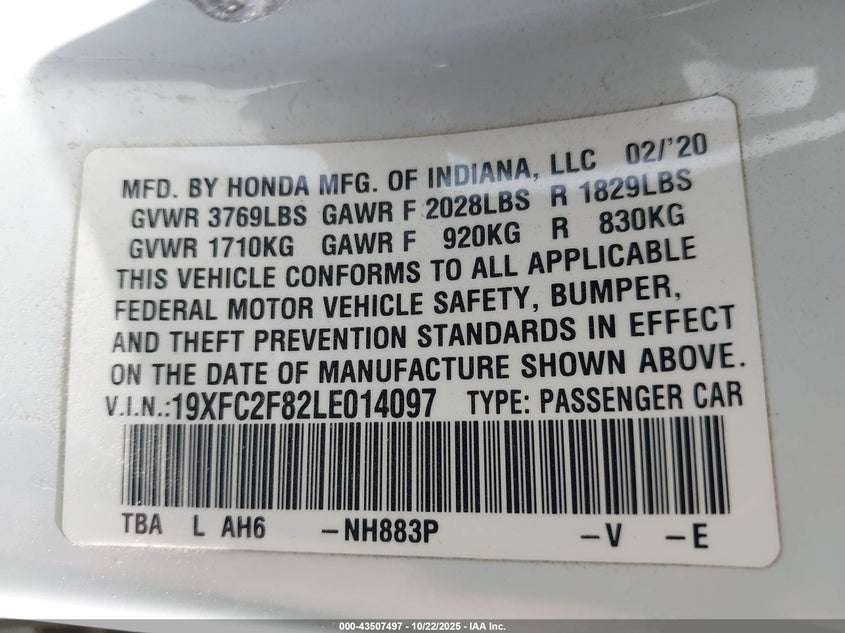 MFD. BY HONDA MFG. OF INDIANA, LLC 02/'20
GVWR 3769LBS GAWR F 2028LBS R 1829LBS
GVWR 1710KG GAWR F 920KG R 830KG
THIS VEHICLE CONFORMS TO ALL APPLICABLE
FEDERAL MOTOR VEHICLE SAFETY, BUMPER,
AND THEFT PREVENTION STANDARDS IN EFFECT
ON THE DATE OF MANUFACTURE SHOWN ABOVE.
V.I.N.:19XFC2F82LE014097 TYPE: PASSENGER CAR
TBA L AH6 –NH883P –V –E
000-43507497 - 10/22/2025 - IAA Inc.